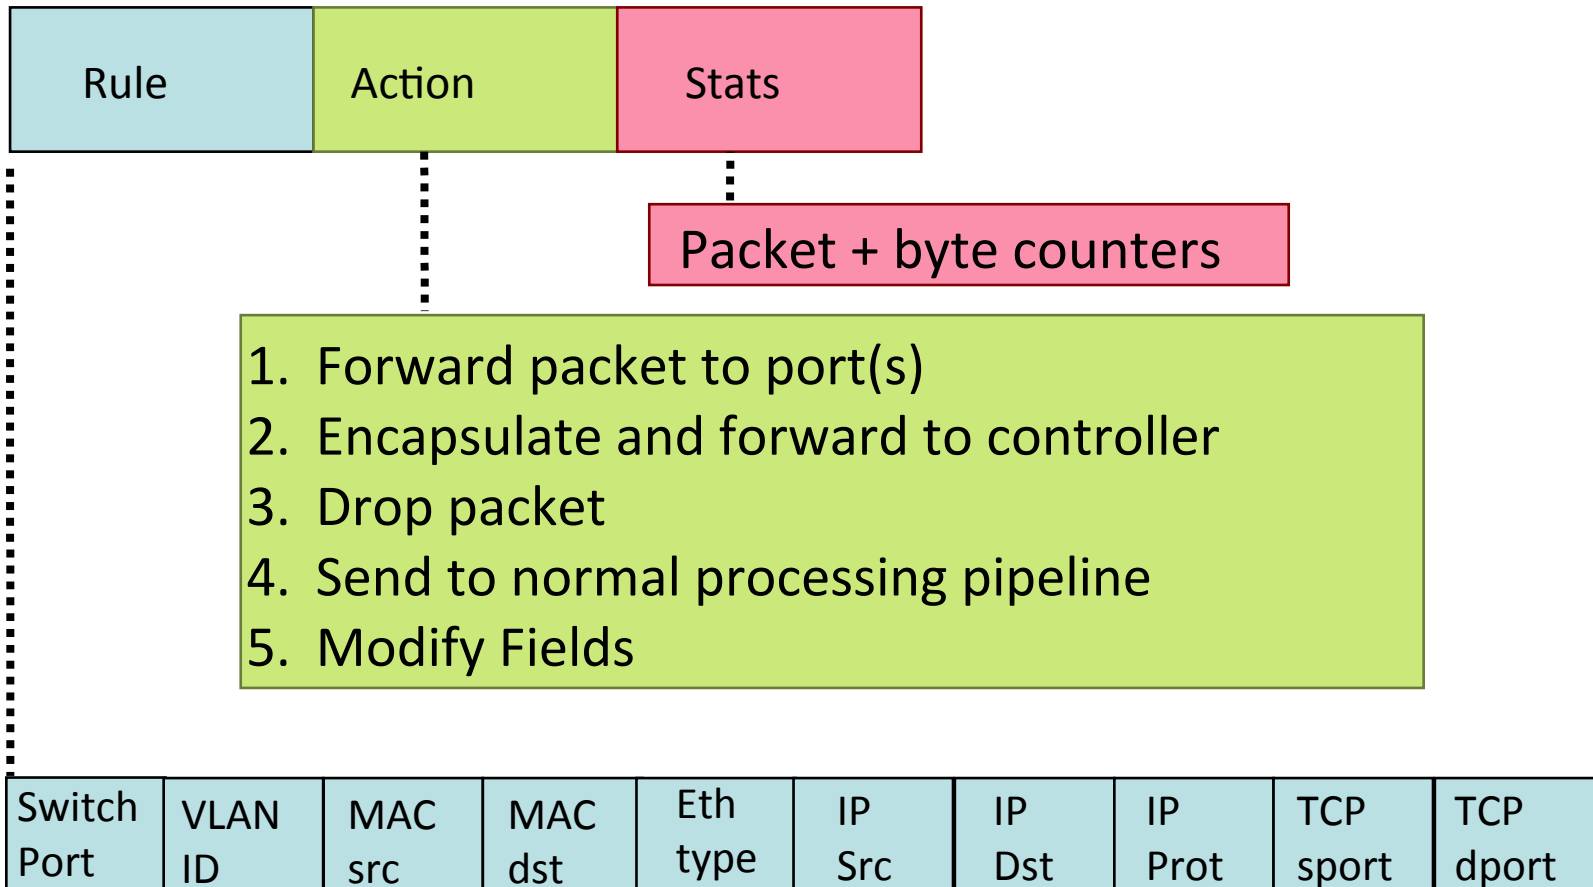 Rule Action Stats
Packet + byte counters
1. Forward packet to port(s)
2. Encapsulate and forward to controller
3. Drop packet
4. Send to normal processing pipeline
5. Modify Fields
Switch Port
VLAN ID
MAC src
MAC dst
Eth type
IP Src
IP Dst
IP Prot
TCP sport
TCP dport